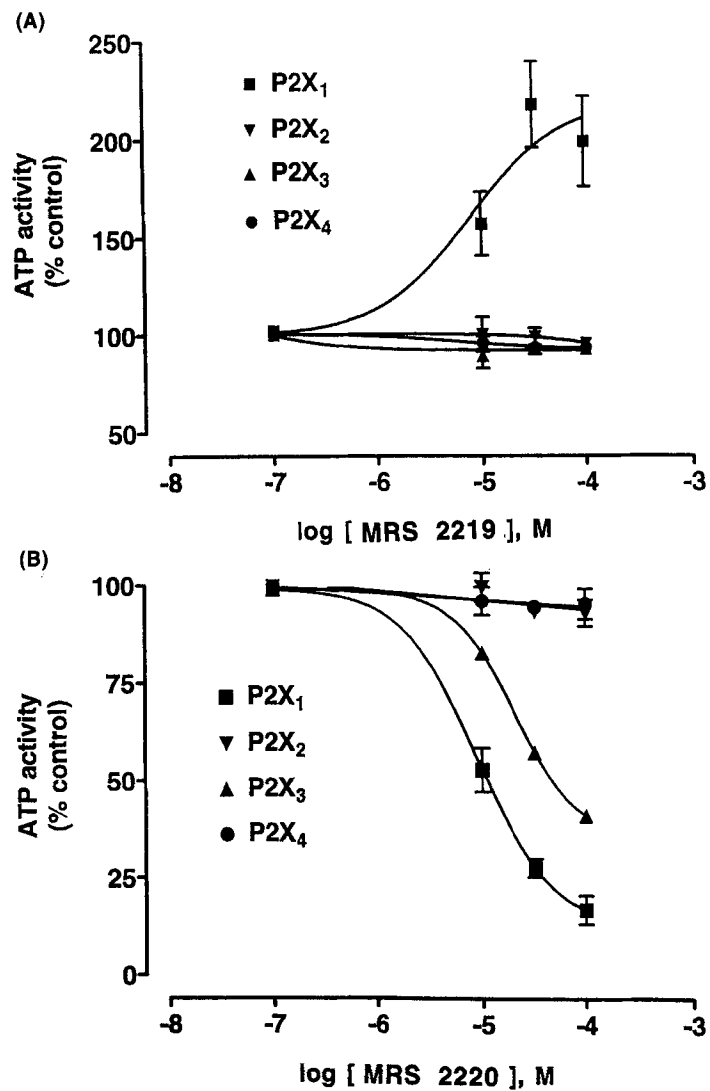 (A)
250
200
150
100
50
ATP activity
(% control)
P2X₁
P2X₂
P2X₃
P2X₄
-8
-7
-6
-5
-4
-3
log [ MRS 2219 ], M
(B)
100
75
50
25
0
ATP activity
(% control)
P2X₁
P2X₂
P2X₃
P2X₄
-8
-7
-6
-5
-4
-3
log [ MRS 2220 ], M